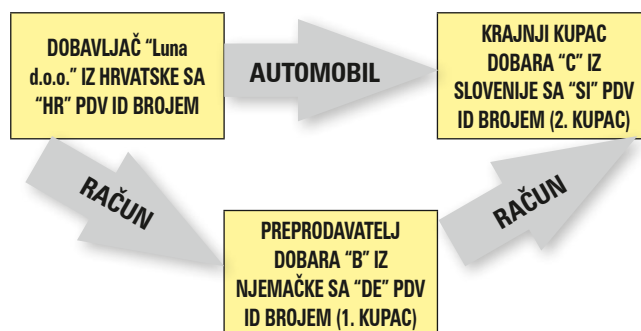 DOBAVLJAČ “Luna
d.o.o.” IZ HRVATSKE SA
“HR” PDV ID BROJEM
AUTOMOBIL
KRAJNJI KUPAC
DOBARA “C” IZ
SLOVENIJE SA “SI” PDV
ID BROJEM (2. KUPAC)
RAČUN
RAČUN
PREPRODAVATELJ
DOBARA “B” IZ
NJEMAČKE SA “DE” PDV
ID BROJEM (1. KUPAC)